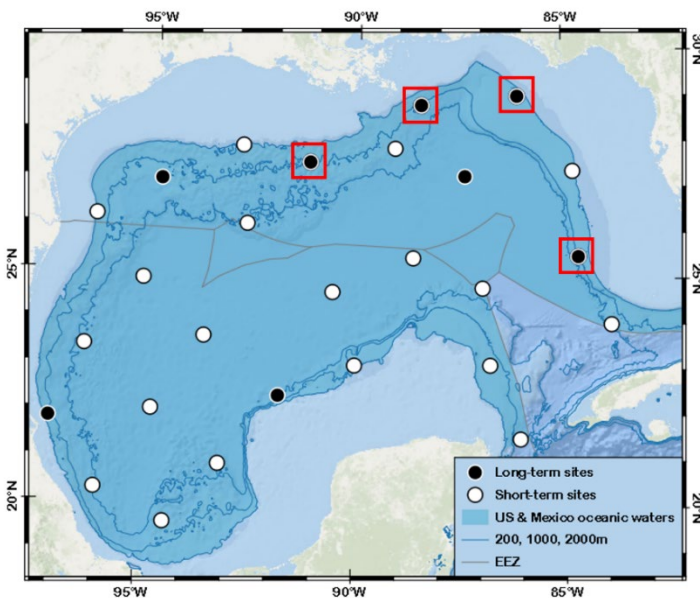 95°W 90°W 85°W
30°N
25°N
25°N
20°N
20°N
Long-term sites
Short-term sites
US & Mexico oceanic waters
200, 1000, 2000m
EEZ
95°W 90°W 85°W